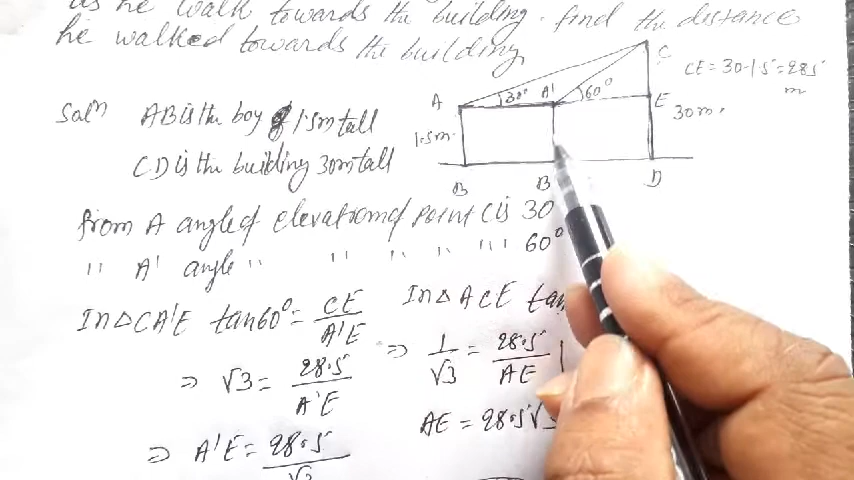 as he walk towards the building. find the distance
he walked towards the building.
C
CE = 30-1.5 = 28.5
m
A 30° A' 60° E
30m.
1.5m.
B B D
Solⁿ AB is the boy 1.5m tall
CD is the building 30m tall
from A angle of elevation of point C is 30
" A' angle " " " " " " 60°
In △CA'E tan60° = CE/A'E
In △ ACE tan
⇒ √3 = 28.5/A'E
⇒ 1/√3 = 28.5/AE
⇒ A'E = 28.5/√3
AE = 28.5√3